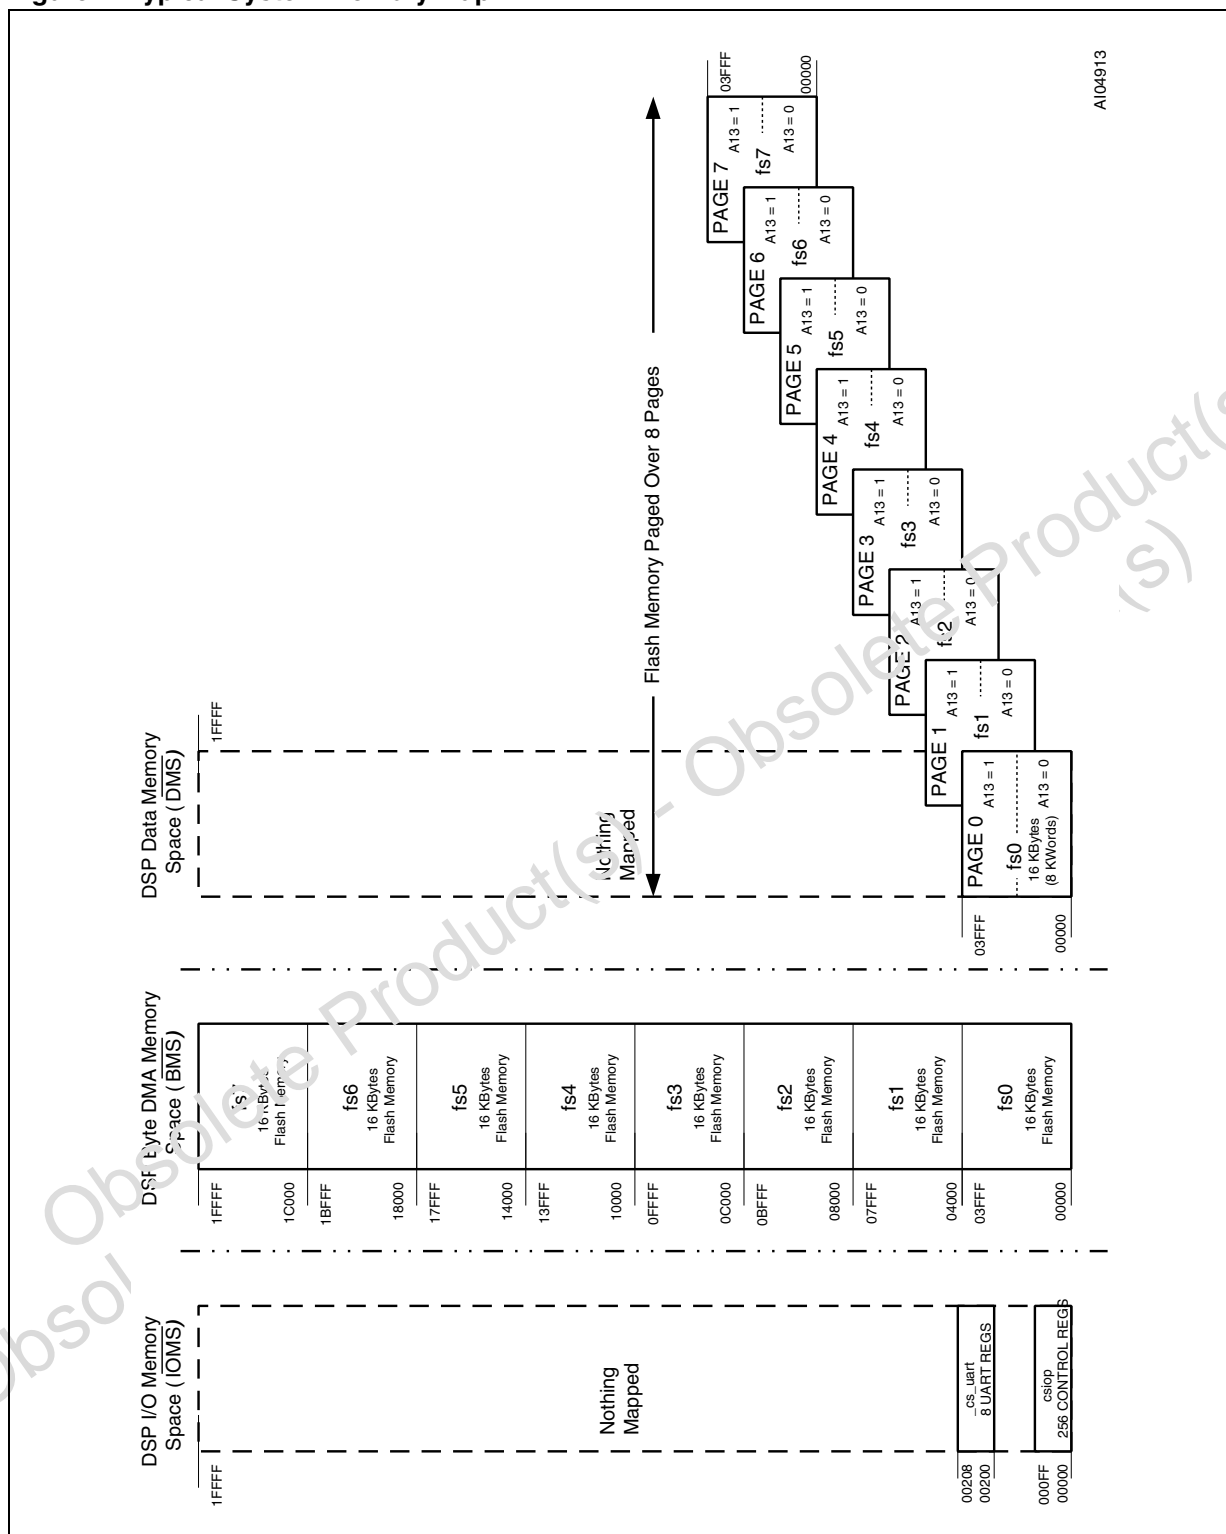 DSP I/O Memory
Space ( IOMS)
1FFFF
Nothing
Mapped
00208
00200
_cs_uart
8 UART REGS
000FF
00000
csiop
256 CONTROL REGS
DSP Byte DMA Memory
Space ( BMS)
1FFFF
1C000
16 KBytes
Flash Memory
1BFFF
18000
fs6
16 KBytes
Flash Memory
17FFF
14000
fs5
16 KBytes
Flash Memory
13FFF
10000
fs4
16 KBytes
Flash Memory
0FFFF
0C000
fs3
16 KBytes
Flash Memory
0BFFF
08000
fs2
16 KBytes
Flash Memory
07FFF
04000
fs1
16 KBytes
Flash Memory
03FFF
00000
fs0
16 KBytes
Flash Memory
DSP Data Memory
Space ( DMS)
1FFFF
Nothing
Mapped
Flash Memory Paged Over 8 Pages
03FFF
00000
PAGE 0
A13 = 1
fs0
16 KBytes
(8 KWords)
A13 = 0
PAGE 1
A13 = 1
fs1
A13 = 0
PAGE 2
A13 = 1
fs2
A13 = 0
PAGE 3
A13 = 1
fs3
A13 = 0
PAGE 4
A13 = 1
fs4
A13 = 0
PAGE 5
A13 = 1
fs5
A13 = 0
PAGE 6
A13 = 1
fs6
A13 = 0
PAGE 7
A13 = 1
fs7
A13 = 0
03FFF
00000
AI04913
Obsolete Product(s) - Obsolete Product(s)